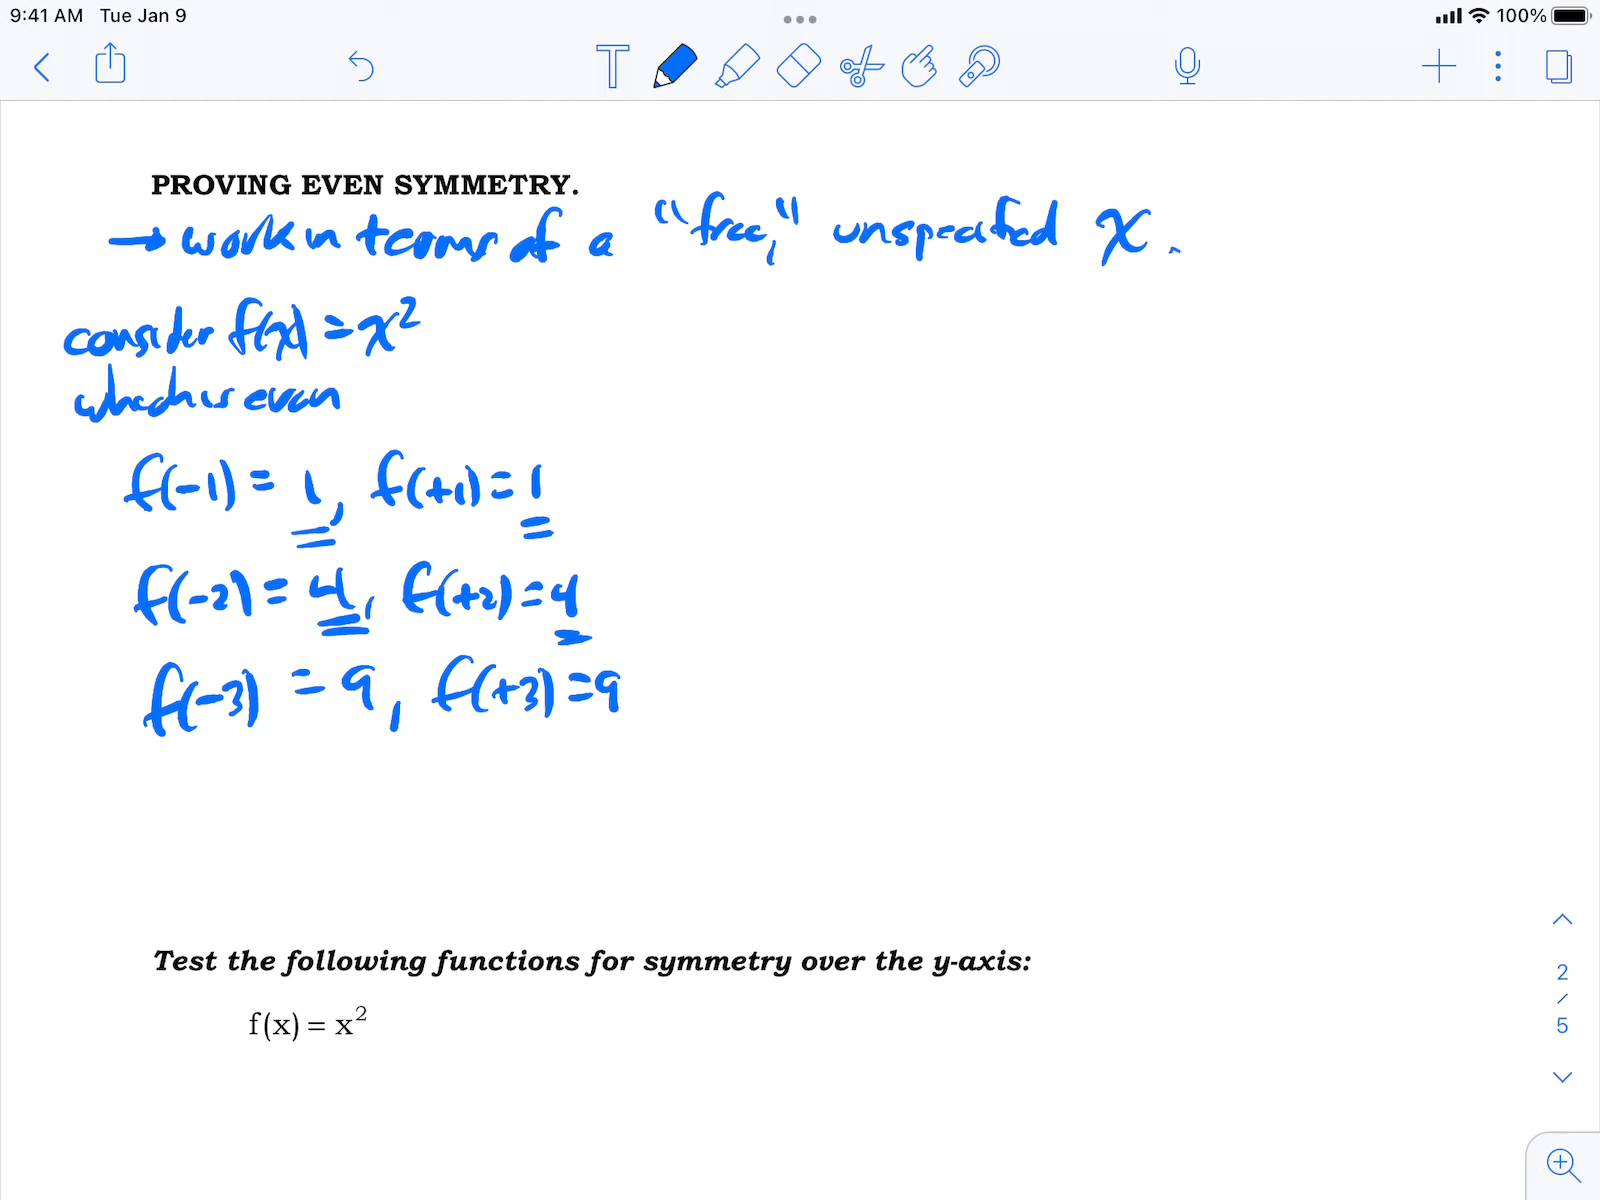 9:41 AM Tue Jan 9
100%
PROVING EVEN SYMMETRY.
→ work in terms of a "free," unspecified x.
consider f(x) = x²
which is even
f(-1) = 1, f(+1) = 1
f(-2) = 4, f(+2) = 4
f(-3) = 9, f(+3) = 9
Test the following functions for symmetry over the y-axis:
f(x) = x²
2
/
5